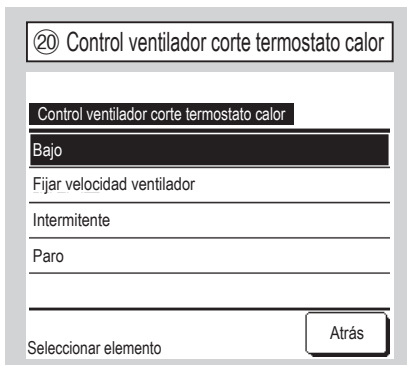 ⑳ Control ventilador corte termostato calor
Control ventilador corte termostato calor
Bajo
Fijar velocidad ventilador
Intermitente
Paro
Seleccionar elemento
Atrás